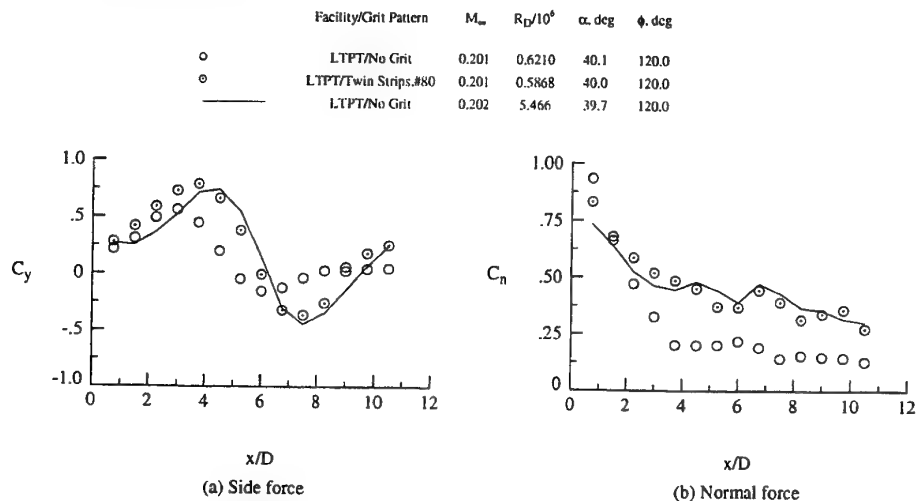 Facility/Grit Pattern M∞ R_D/10^6 α, deg ϕ, deg
LTPT/No Grit 0.201 0.6210 40.1 120.0
LTPT/Twin Strips,#80 0.201 0.5868 40.0 120.0
LTPT/No Grit 0.202 5.466 39.7 120.0
1.0
.5
C_y 0
-.5
-1.0
0 2 4 6 8 10 12
x/D
(a) Side force
1.00
.75
C_n .50
.25
0
0 2 4 6 8 10 12
x/D
(b) Normal force